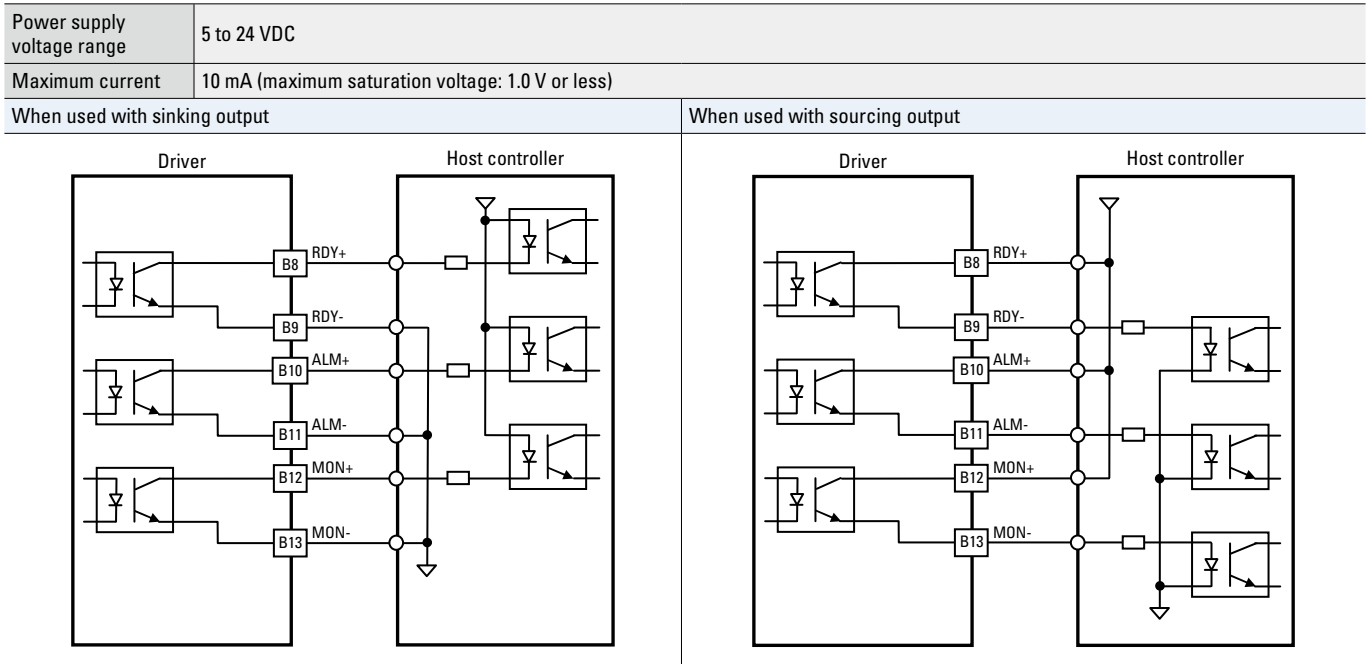 Power supply
voltage range
5 to 24 VDC
Maximum current
10 mA (maximum saturation voltage: 1.0 V or less)
When used with sinking output
When used with sourcing output
Driver
Host controller
B8
RDY+
B9
RDY-
B10
ALM+
B11
ALM-
B12
MON+
B13
MON-
Driver
Host controller
B8
RDY+
B9
RDY-
B10
ALM+
B11
ALM-
B12
MON+
B13
MON-